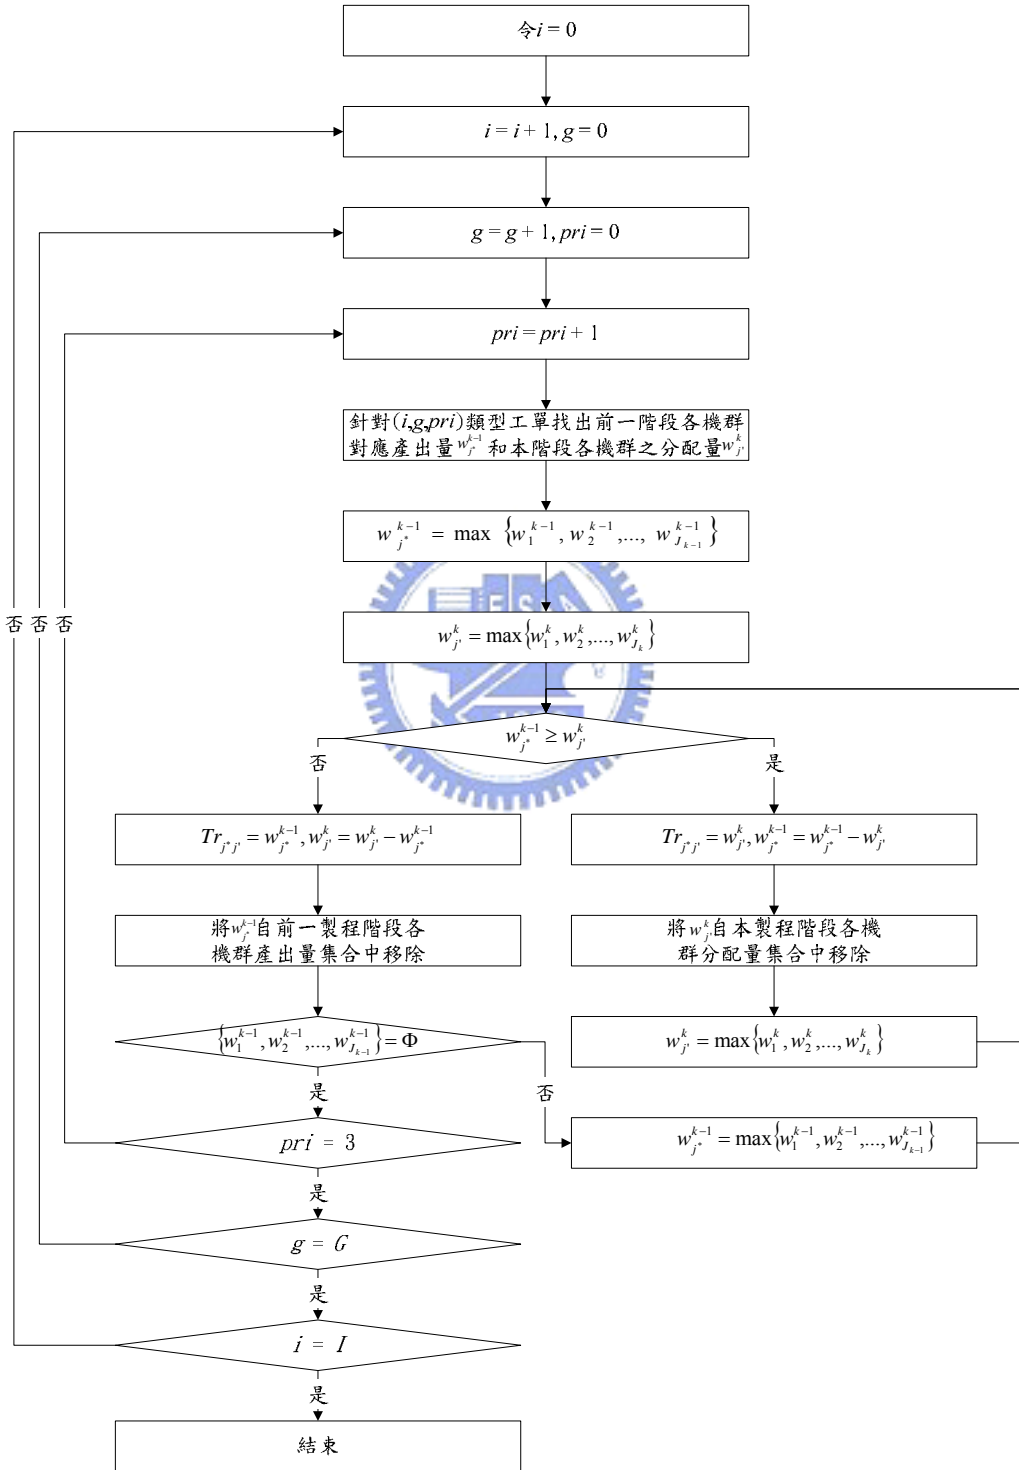 令i = 0
i = i + 1, g = 0
g = g + 1, pri = 0
pri = pri + 1
針對(i,g,pri)類型工單找出前一階段各機群
對應產出量w_{j^*}^{k-1}和本階段各機群之分配量w_{j'}^{k}
w_{j^*}^{k-1} = max {w_1^{k-1}, w_2^{k-1},..., w_{J_{k-1}}^{k-1}}
否 否 否
w_{j'}^{k} = max{w_1^{k}, w_2^{k},..., w_{J_k}^{k}}
w_{j^*}^{k-1} ≥ w_{j'}^{k}
否
是
Tr_{j^*j'} = w_{j^*}^{k-1}, w_{j'}^{k} = w_{j'}^{k} - w_{j^*}^{k-1}
Tr_{j^*j'} = w_{j'}^{k}, w_{j^*}^{k-1} = w_{j^*}^{k-1} - w_{j'}^{k}
將w_{j^*}^{k-1}自前一製程階段各
機群產出量集合中移除
將w_{j'}^{k}自本製程階段各機
群分配量集合中移除
{w_1^{k-1}, w_2^{k-1},..., w_{J_{k-1}}^{k-1}} = Φ
w_{j'}^{k} = max{w_1^{k}, w_2^{k},..., w_{J_k}^{k}}
是
否
pri = 3
w_{j^*}^{k-1} = max{w_1^{k-1}, w_2^{k-1},..., w_{J_{k-1}}^{k-1}}
是
g = G
是
i = I
是
結束